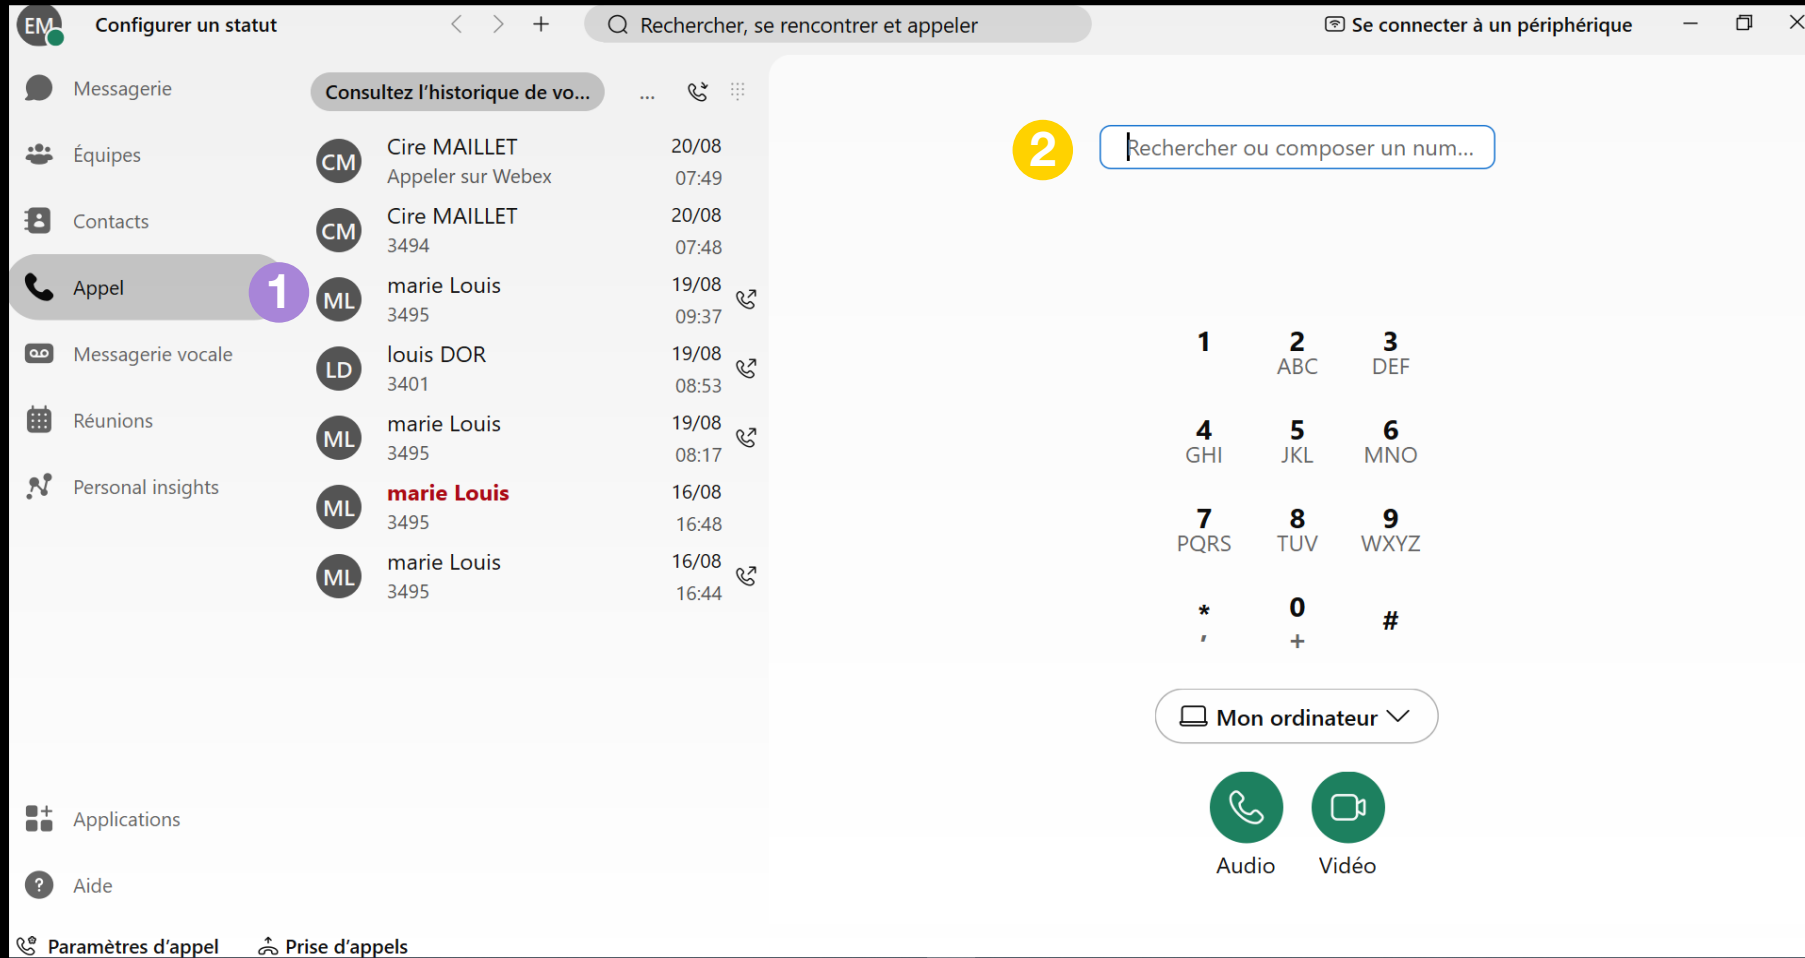 EM Configurer un statut
Rechercher, se rencontrer et appeler
Se connecter à un périphérique
Messagerie
Équipes
Contacts
Appel
1
Messagerie vocale
Réunions
Personal insights
Applications
? Aide
Paramètres d’appel
Prise d’appels
Consultez l’historique de vo...
...
CM Cire MAILLET 20/08
Appeler sur Webex 07:49
CM Cire MAILLET 20/08
3494 07:48
ML marie Louis 19/08
3495 09:37
LD louis DOR 19/08
3401 08:53
ML marie Louis 19/08
3495 08:17
ML marie Louis 16/08
3495 16:48
ML marie Louis 16/08
3495 16:44
2
Rechercher ou composer un num...
1 2 3
ABC DEF
4 5 6
GHI JKL MNO
7 8 9
PQRS TUV WXYZ
* 0 #
, +
Mon ordinateur
Audio Vidéo